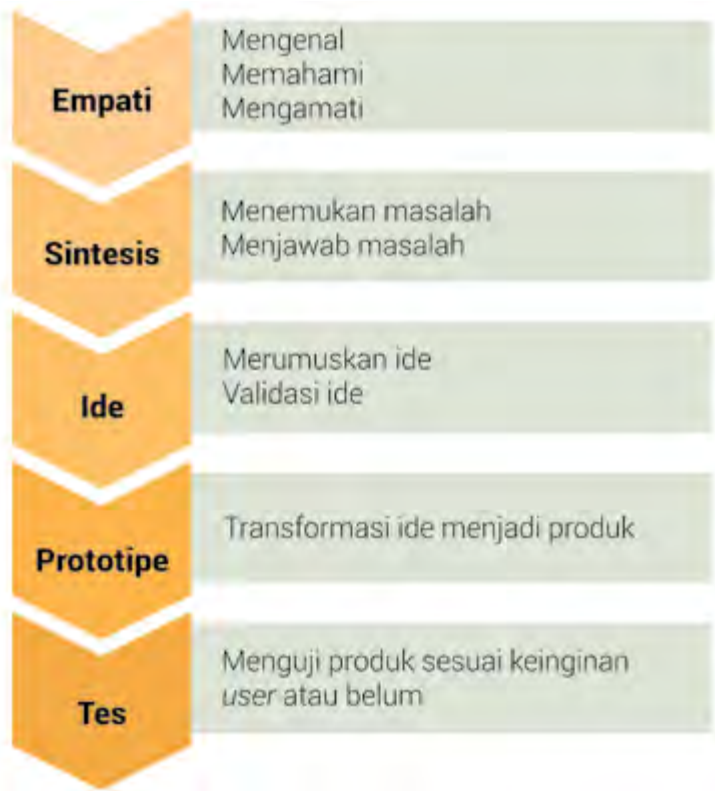 Empati
Mengenal
Memahami
Mengamati
Sintesis
Menemukan masalah
Menjawab masalah
Ide
Merumuskan ide
Validasi ide
Prototipe
Transformasi ide menjadi produk
Tes
Menguji produk sesuai keinginan
user atau belum